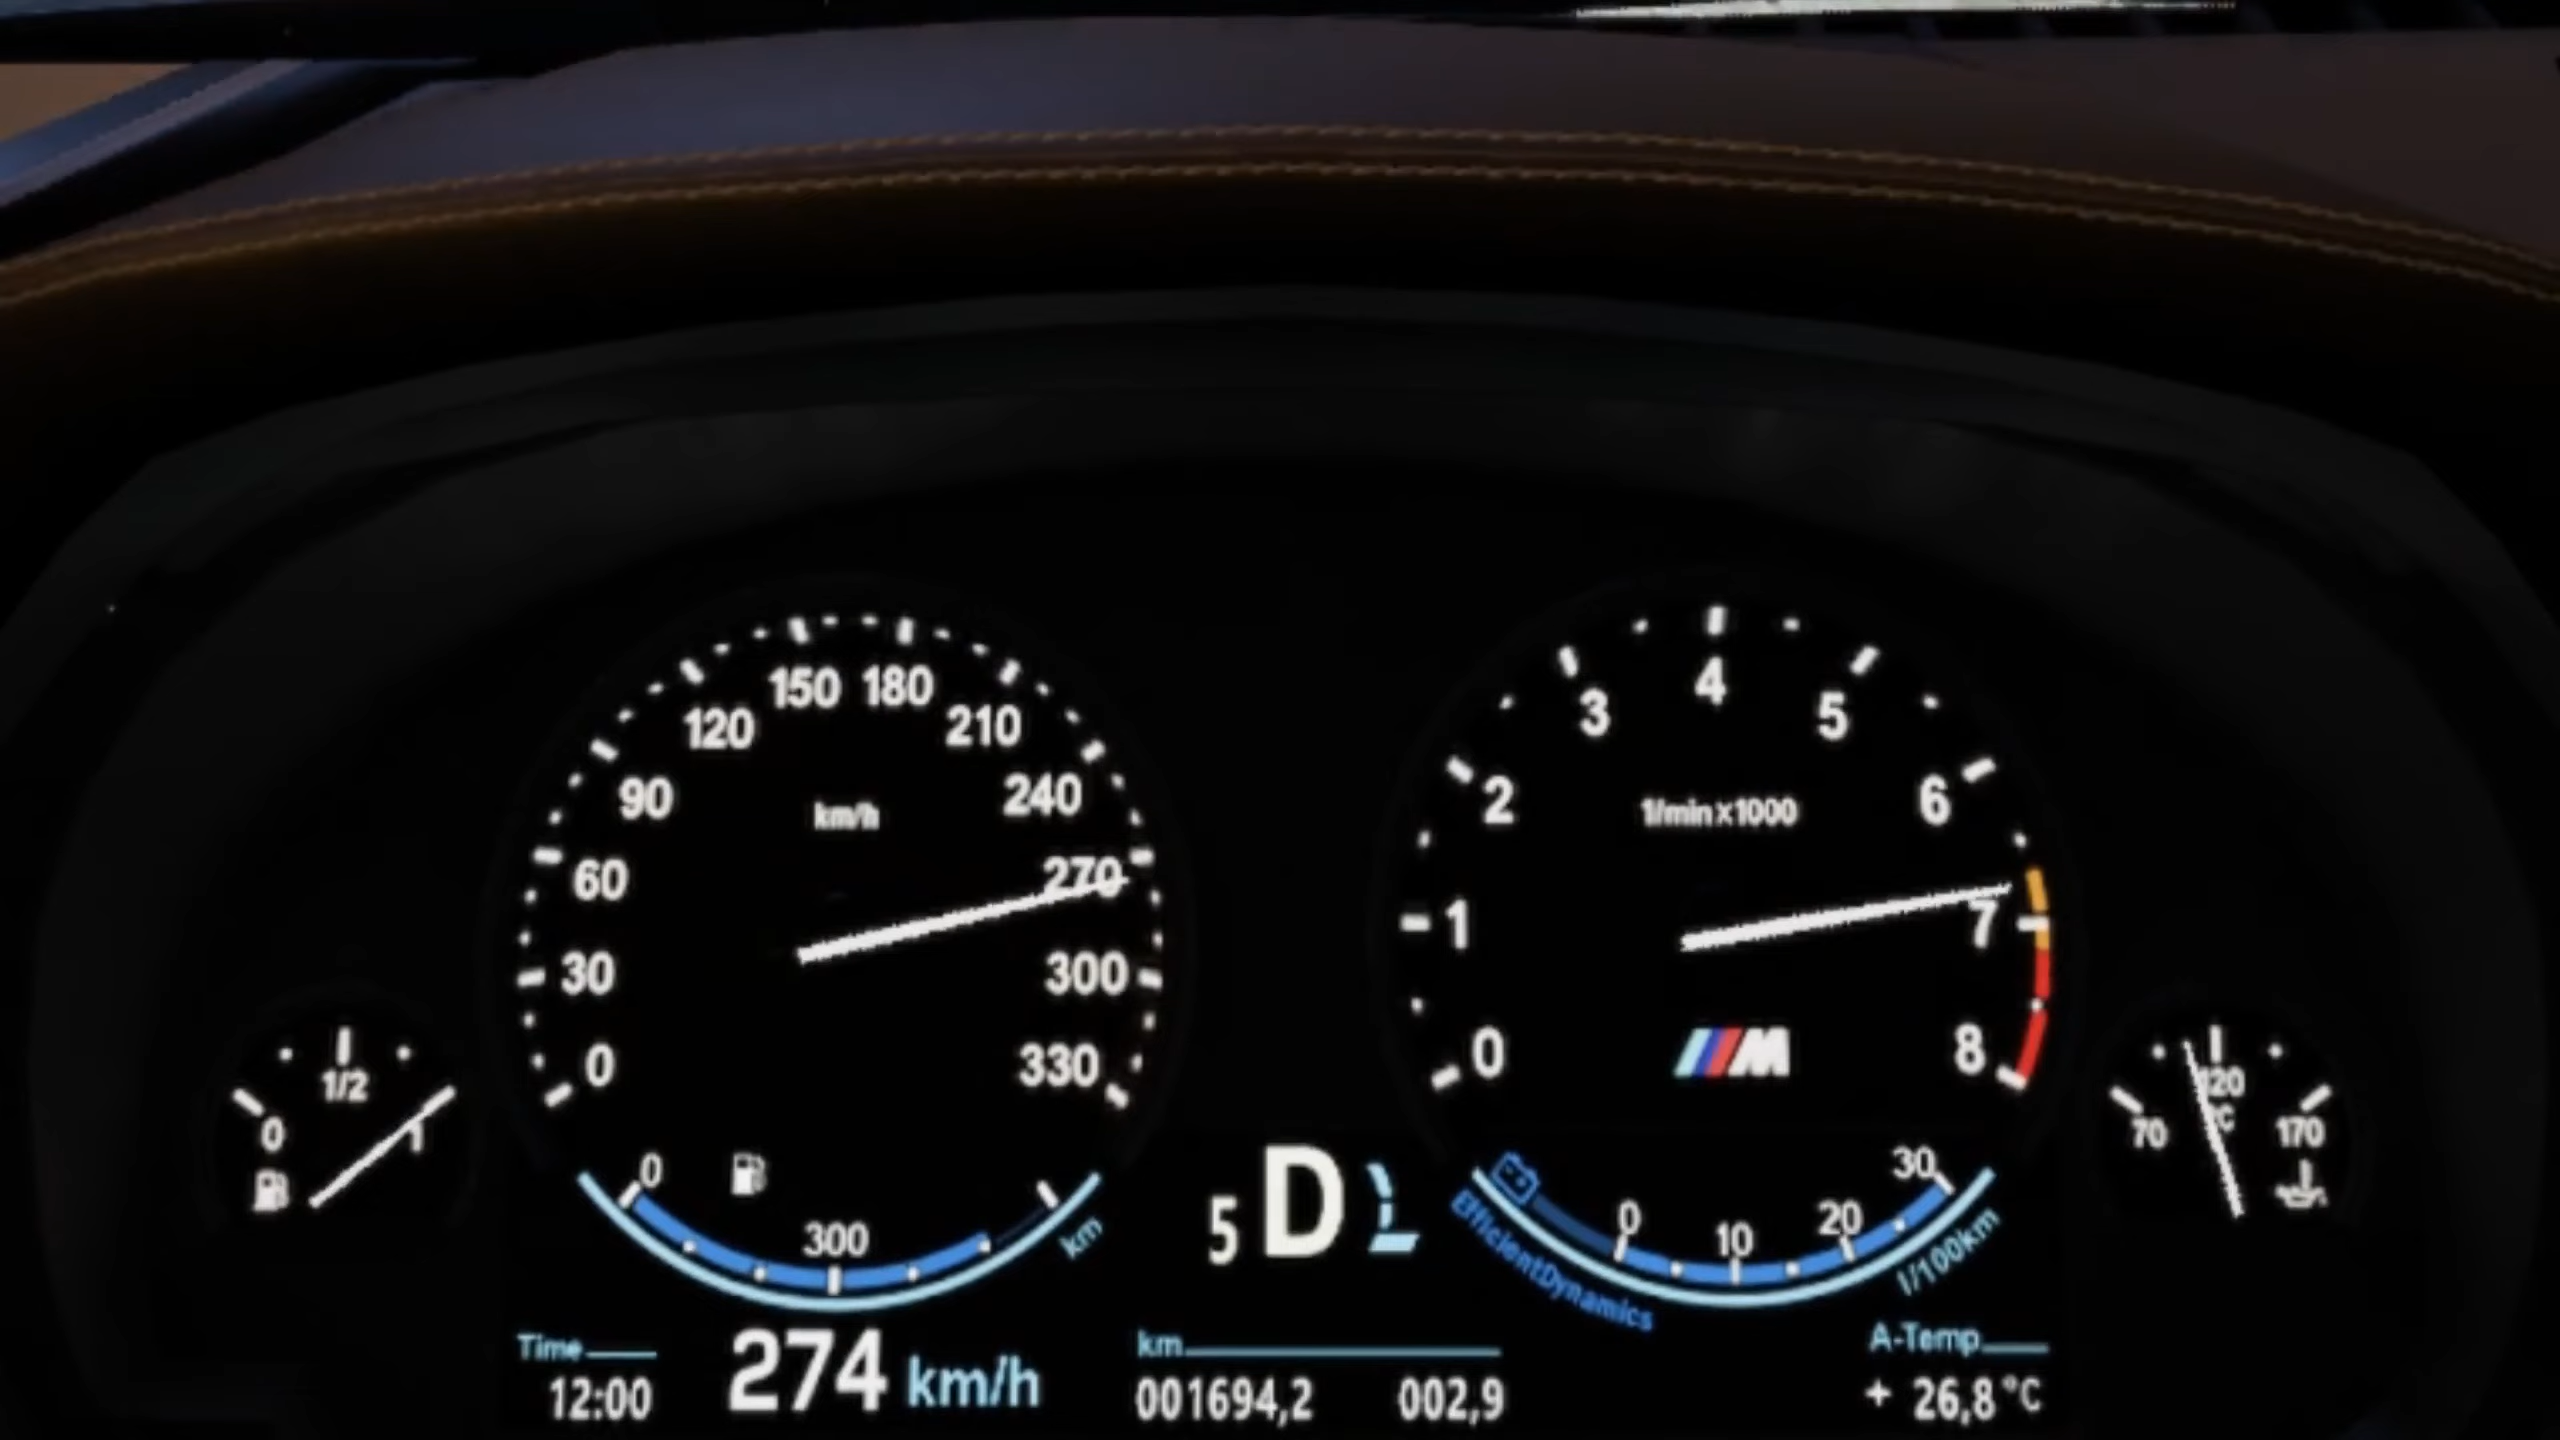 150 180
120 210
90 240
km/h
60 270
30 300
0 330
4
3 5
2 6
1/min x 1000
1 7
0 8
M
1/2
0 1
120
°C
70 170
0
300
km
5 D
0 10 20 30
EfficientDynamics
l/100km
Time
12:00
274 km/h
km
001694,2 002,9
A-Temp
+ 26,8 °C